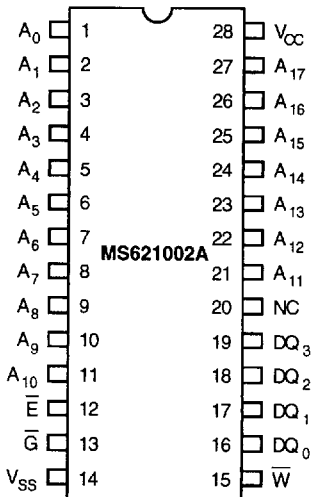 A0 1 28 VCC
A1 2 27 A17
A2 3 26 A16
A3 4 25 A15
A4 5 24 A14
A5 6 23 A13
A6 7 22 A12
MS621002A
A7 8 21 A11
A8 9 20 NC
A9 10 19 DQ3
A10 11 18 DQ2
E̅ 12 17 DQ1
G̅ 13 16 DQ0
VSS 14 15 W̅